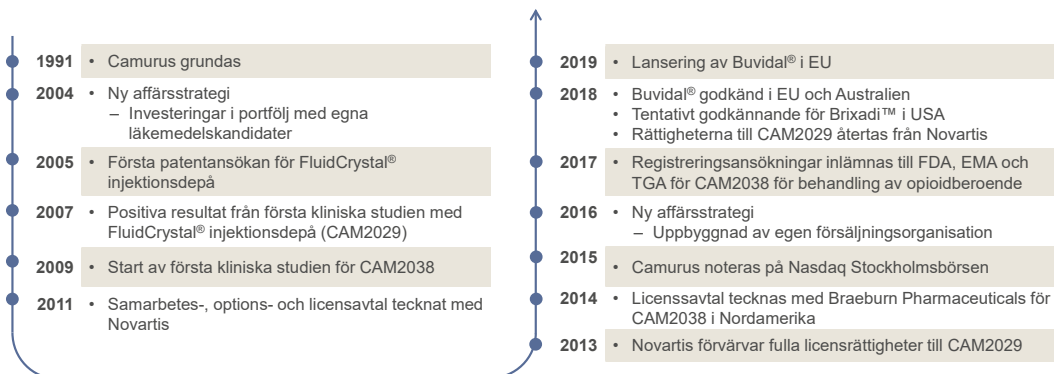 1991 • Camurus grundas
2004 • Ny affärsstrategi
– Investeringar i portfölj med egna
läkemedelskandidater
2005 • Första patentansökan för FluidCrystal®
injektionsdepå
2007 • Positiva resultat från första kliniska studien med
FluidCrystal® injektionsdepå (CAM2029)
2009 • Start av första kliniska studien för CAM2038
2011 • Samarbetes-, options- och licensavtal tecknat med
Novartis
2019 • Lansering av Buvidal® i EU
2018 • Buvidal® godkänd i EU och Australien
• Tentativt godkännande för Brixadi™ i USA
• Rättigheterna till CAM2029 återtas från Novartis
2017 • Registreringsansökningar inlämnas till FDA, EMA och
TGA för CAM2038 för behandling av opioidberoende
2016 • Ny affärsstrategi
– Uppbyggnad av egen försäljningsorganisation
2015 • Camurus noteras på Nasdaq Stockholmsbörsen
2014 • Licenssavtal tecknas med Braeburn Pharmaceuticals för
CAM2038 i Nordamerika
2013 • Novartis förvärvar fulla licensrättigheter till CAM2029